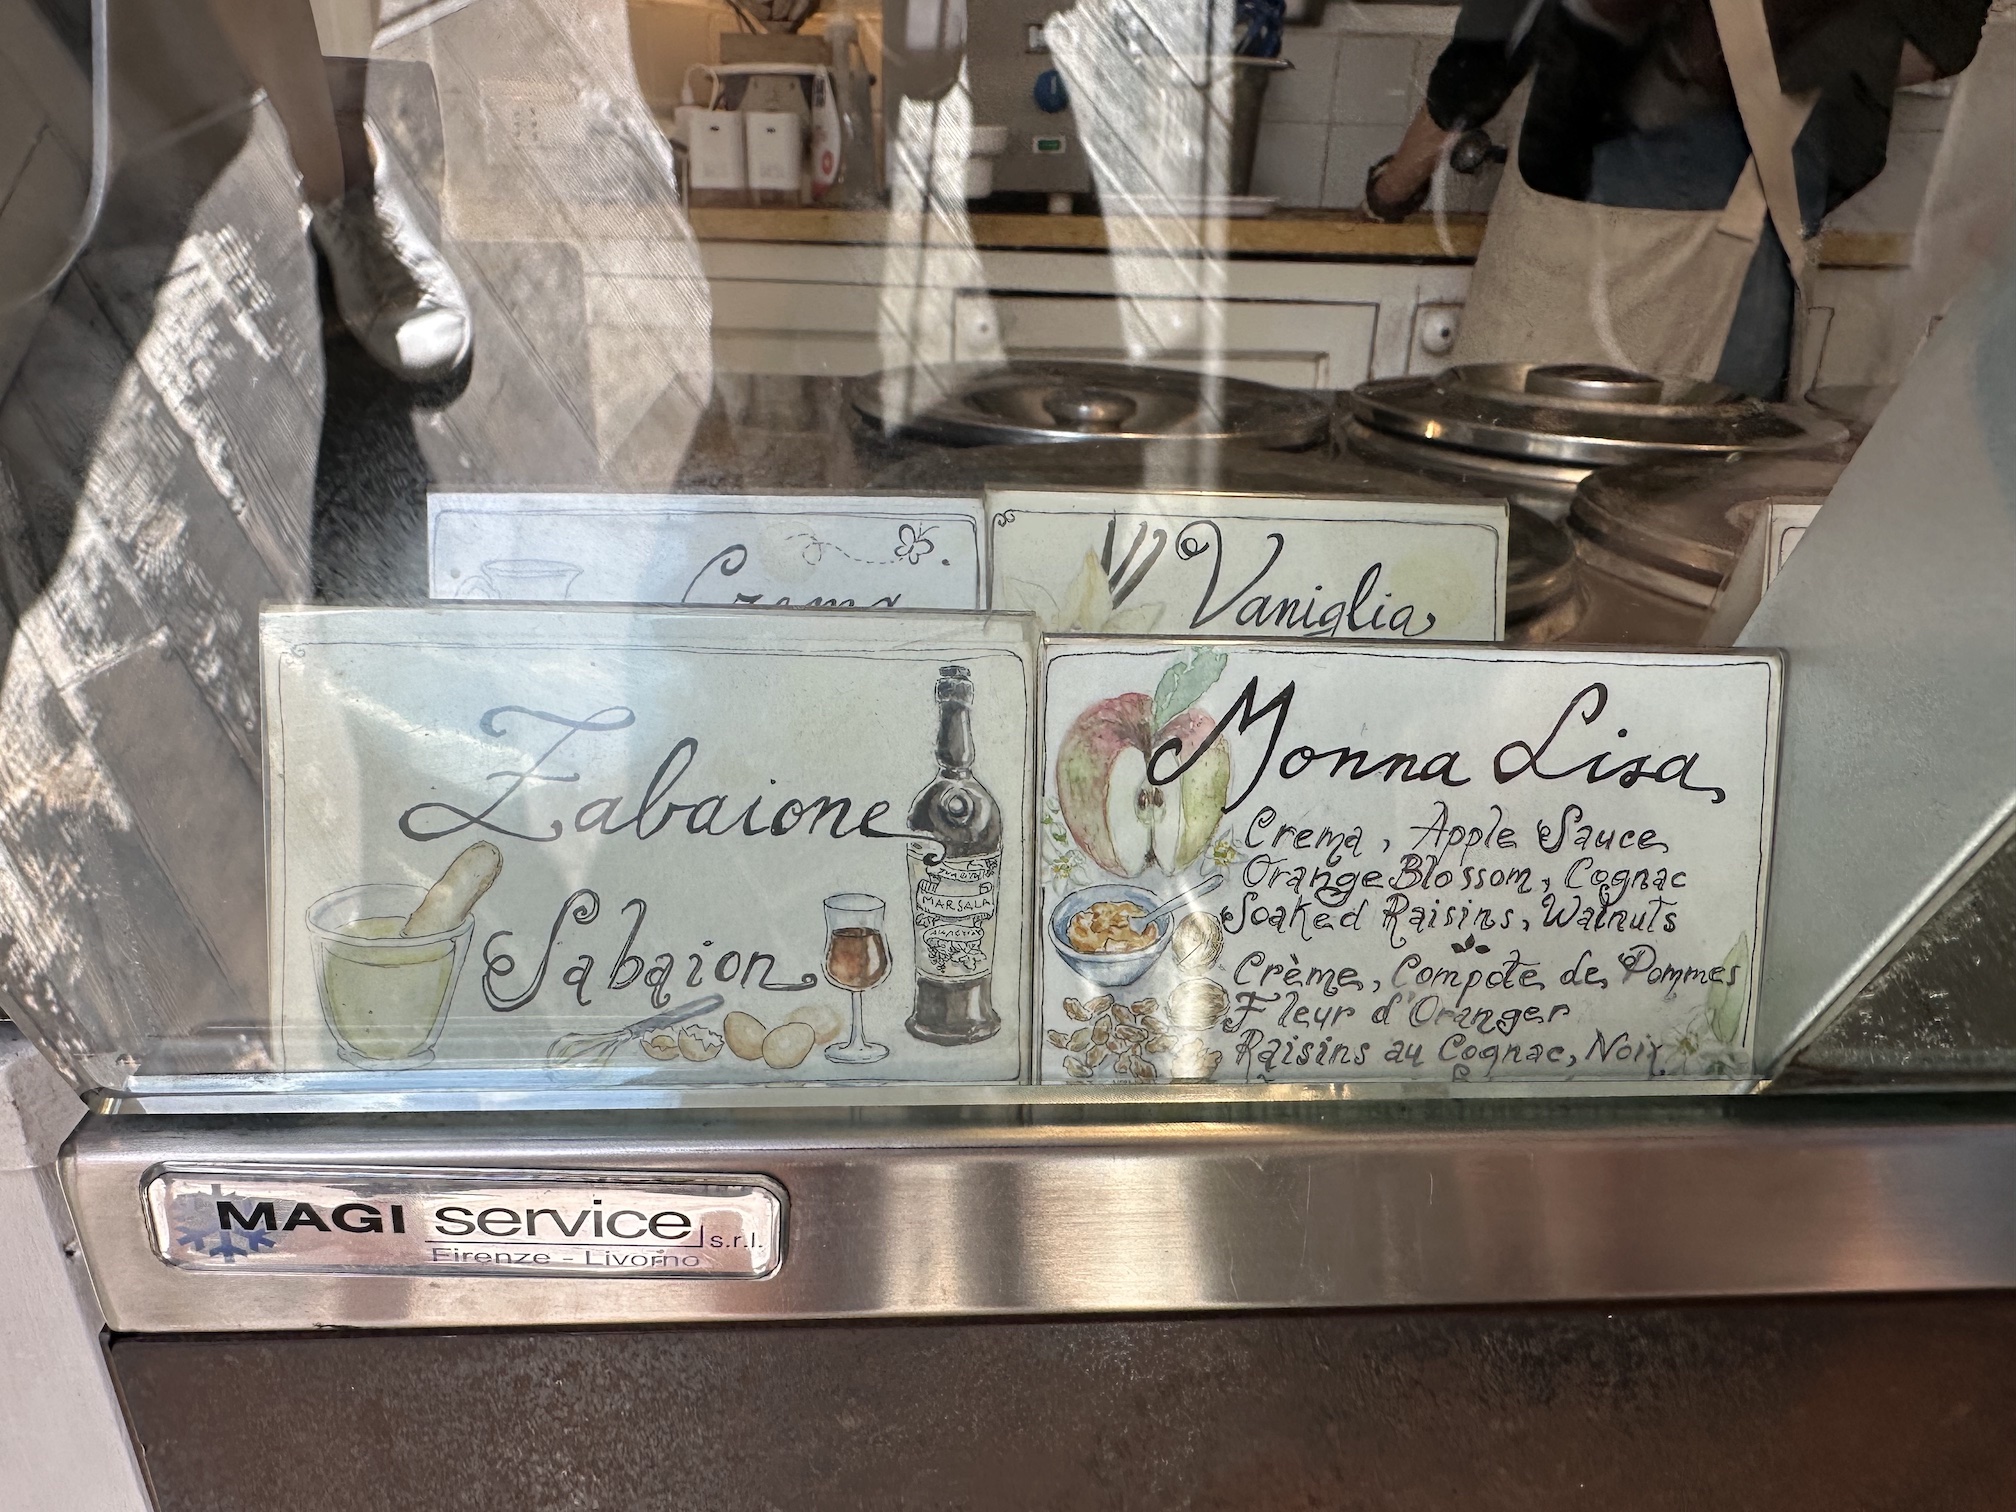 Crema
Vaniglia
Zabaione
Sabaion
MARSALA
Monna Lisa
Crema, Apple Sauce
Orange Blossom, Cognac
Soaked Raisins, Walnuts
Crème, Compote de Pommes
Fleur d'Oranger
Raisins au Cognac, Noix
MAGI service s.r.l.
Firenze - Livorno